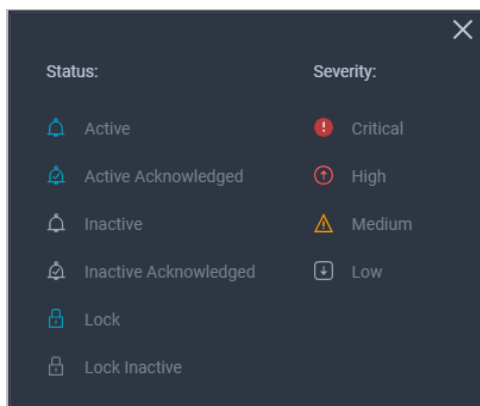 Status:
Active
Active Acknowledged
Inactive
Inactive Acknowledged
Lock
Lock Inactive
Severity:
Critical
High
Medium
Low